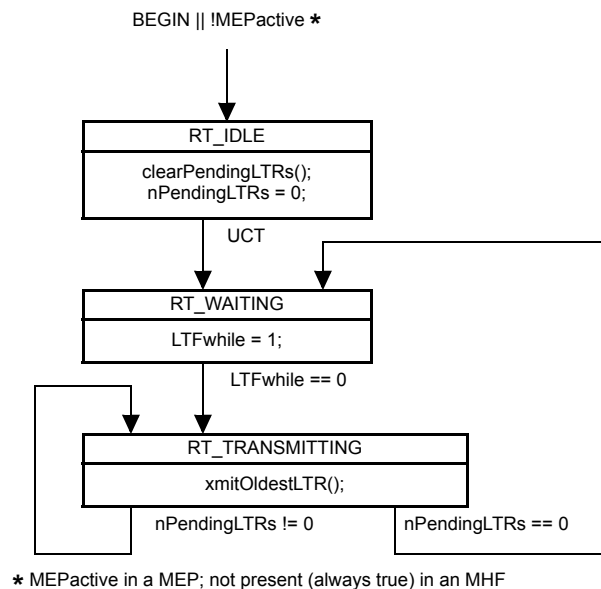 BEGIN || !MEPactive *
RT_IDLE
clearPendingLTRs();
nPendingLTRs = 0;
UCT
RT_WAITING
LTFwhile = 1;
LTFwhile == 0
RT_TRANSMITTING
xmitOldestLTR();
nPendingLTRs != 0
nPendingLTRs == 0
* MEPactive in a MEP; not present (always true) in an MHF